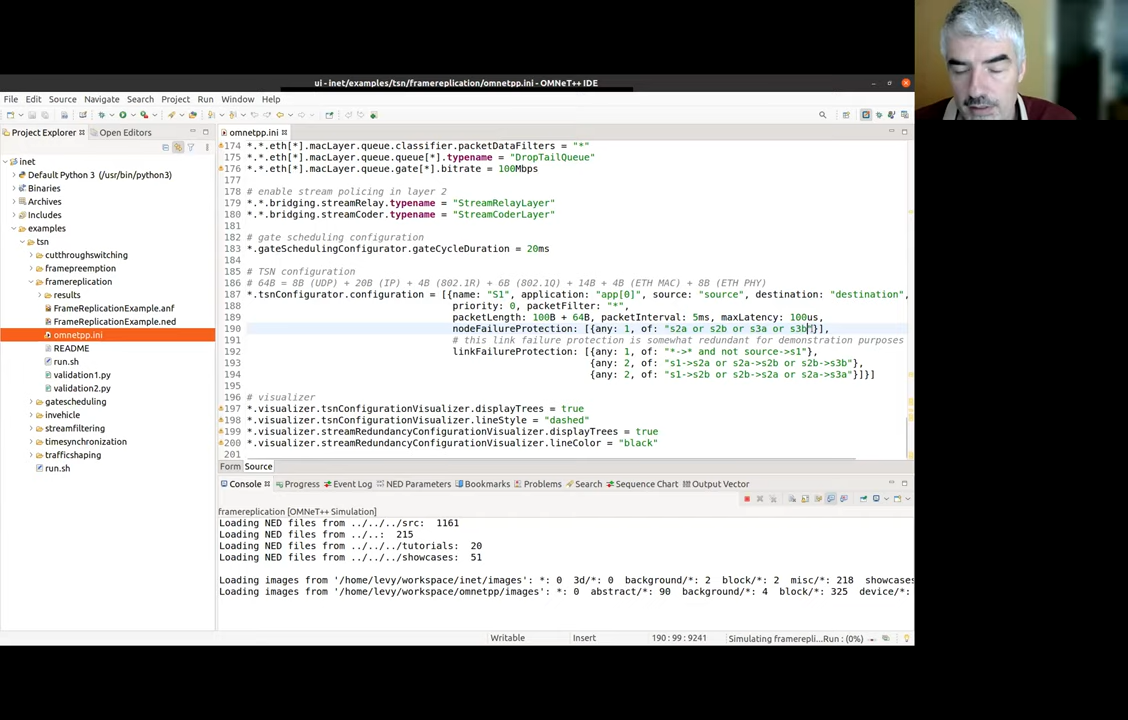 ui - inet/examples/tsn/framereplication/omnetpp.ini - OMNeT++ IDE
File Edit Source Navigate Search Project Run Window Help
Project Explorer Open Editors
inet
Default Python 3 (/usr/bin/python3)
Binaries
Archives
Includes
examples
tsn
cutthroughswitching
framepreemption
framereplication
results
FrameReplicationExample.anf
FrameReplicationExample.ned
omnetpp.ini
README
run.sh
validation1.py
validation2.py
gatescheduling
invehicle
streamfiltering
timesynchronization
trafficshaping
run.sh
omnetpp.ini
174 *.*.eth[*].macLayer.queue.classifier.packetDataFilters = "*"
175 *.*.eth[*].macLayer.queue.queue[*].typename = "DropTailQueue"
176 *.*.eth[*].macLayer.queue.gate[*].bitrate = 100Mbps
177
178 # enable stream policing in layer 2
179 *.*.bridging.streamRelay.typename = "StreamRelayLayer"
180 *.*.bridging.streamCoder.typename = "StreamCoderLayer"
181
182 # gate scheduling configuration
183 *.gateSchedulingConfigurator.gateCycleDuration = 20ms
184
185 # TSN configuration
186 # 64B = 8B (UDP) + 20B (IP) + 4B (802.1R) + 6B (802.1Q) + 14B + 4B (ETH MAC) + 8B (ETH PHY)
187 *.tsnConfigurator.configuration = [{name: "S1", application: "app[0]", source: "source", destination: "destination",
188 priority: 0, packetFilter: "*",
189 packetLength: 100B + 64B, packetInterval: 5ms, maxLatency: 100us,
190 nodeFailureProtection: [{any: 1, of: "s2a or s2b or s3a or s3b"}],
191 # this link failure protection is somewhat redundant for demonstration purposes
192 linkFailureProtection: [{any: 1, of: "*->* and not source->s1"},
193 {any: 2, of: "s1->s2a or s2a->s2b or s2b->s3b"},
194 {any: 2, of: "s1->s2b or s2b->s2a or s2a->s3a"}]}]
195
196 # visualizer
197 *.visualizer.tsnConfigurationVisualizer.displayTrees = true
198 *.visualizer.tsnConfigurationVisualizer.lineStyle = "dashed"
199 *.visualizer.streamRedundancyConfigurationVisualizer.displayTrees = true
200 *.visualizer.streamRedundancyConfigurationVisualizer.lineColor = "black"
201
Form Source
Console Progress Event Log NED Parameters Bookmarks Problems Search Sequence Chart Output Vector
framereplication [OMNeT++ Simulation]
Loading NED files from ../../../src: 1161
Loading NED files from ../..: 215
Loading NED files from ../../../tutorials: 20
Loading NED files from ../../../showcases: 51
Loading images from '/home/levy/workspace/inet/images': *: 0 3d/*: 0 background/*: 2 block/*: 2 misc/*: 218 showcases
Loading images from '/home/levy/workspace/omnetpp/images': *: 0 abstract/*: 90 background/*: 4 block/*: 325 device/*:
Writable Insert 190 : 99 : 9241 Simulating framerepli...Run : (0%)